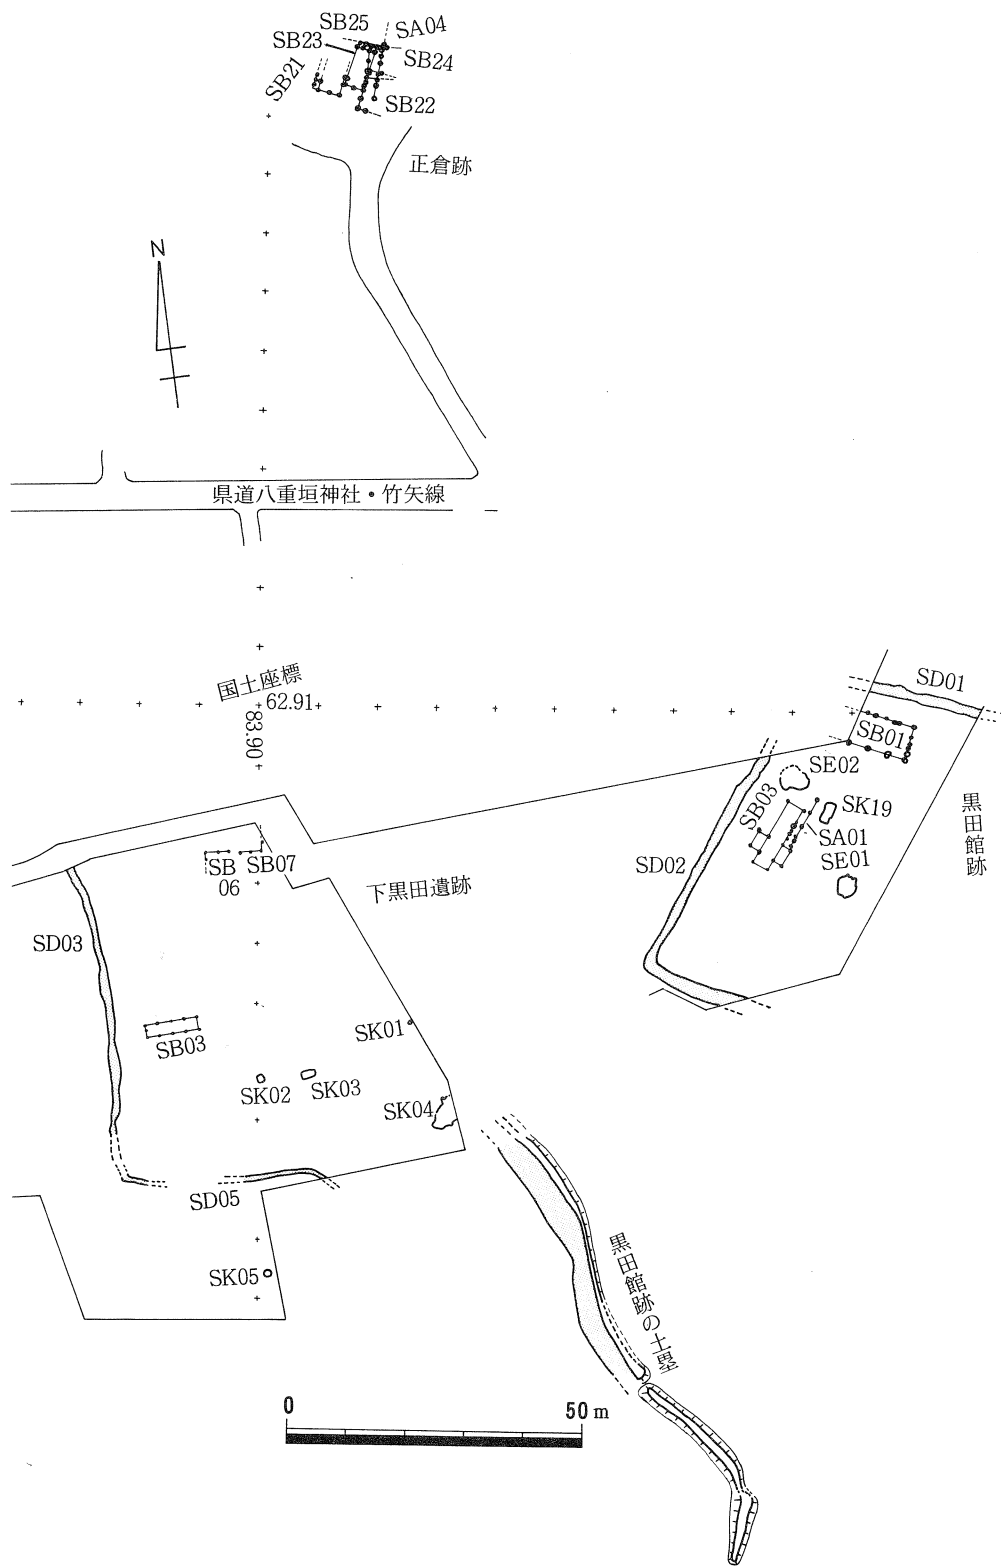 SB25
SA04
SB23
SB24
SB21
SB22
正倉跡
N
県道八重垣神社・竹矢線
国土座標
62.91
83.90
SD01
SB01
SE02
SB03
SK19
SA01
SE01
SD02
黒田館跡
SB
06
SB07
下黒田遺跡
SD03
SB03
SK01
SK02
SK03
SK04
SD05
SK05
黒田館跡の土塁
0
50 m